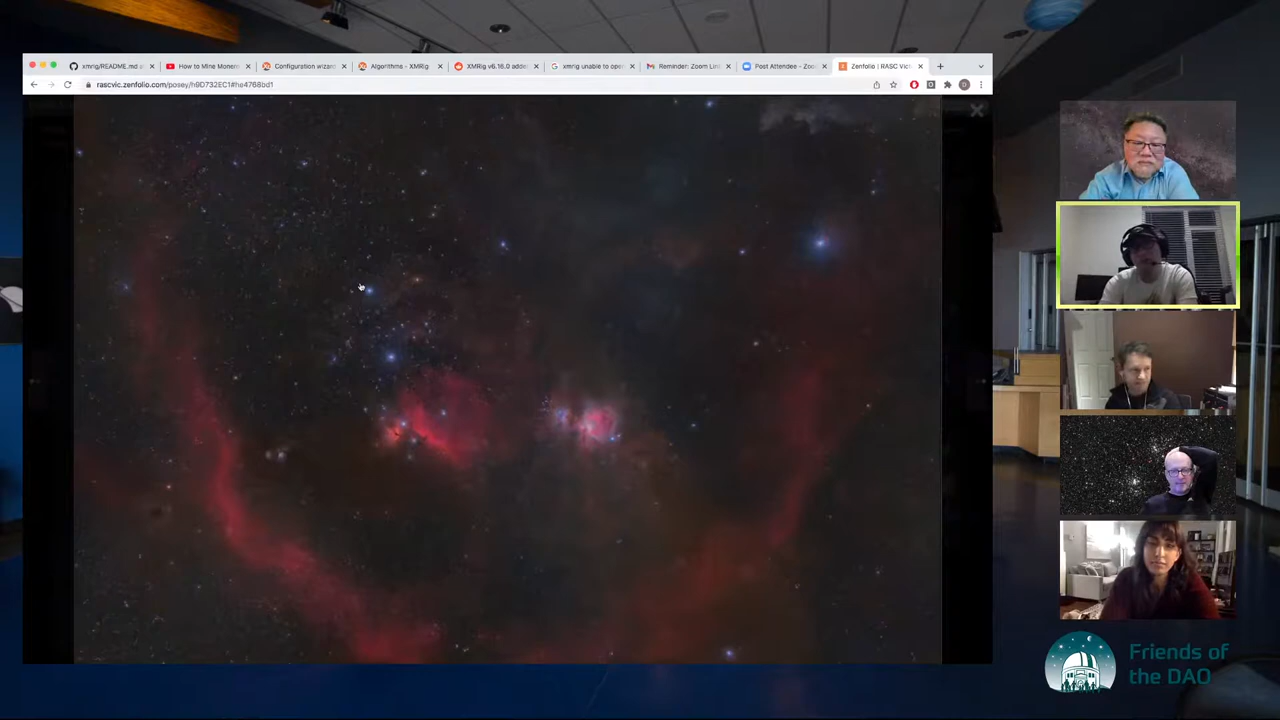 xmrig/README.md at
How to Mine Monero
Configuration wizard
Algorithms - XMRig
XMRig v6.16.0 adde
xmrig unable to ope
Reminder: Zoom Lin
Post Attendee - Zoo
Zenfolio | RASC Vic
rascvic.zenfolio.com/posey/h9D732EC1#he4768bd1
Friends of
the DAO